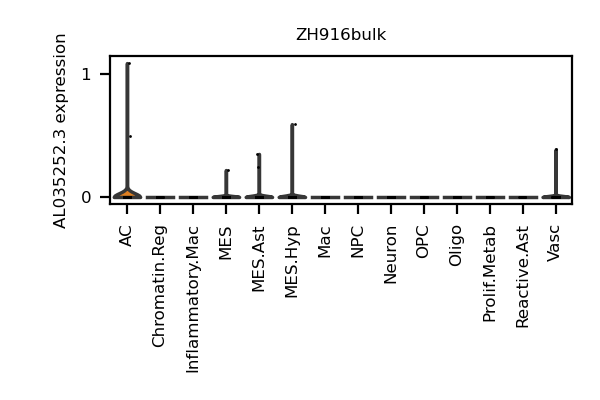 ZH916bulk
AL035252.3 expression
1
0
AC
Chromatin.Reg
Inflammatory.Mac
MES
MES.Ast
MES.Hyp
Mac
NPC
Neuron
OPC
Oligo
Prolif.Metab
Reactive.Ast
Vasc